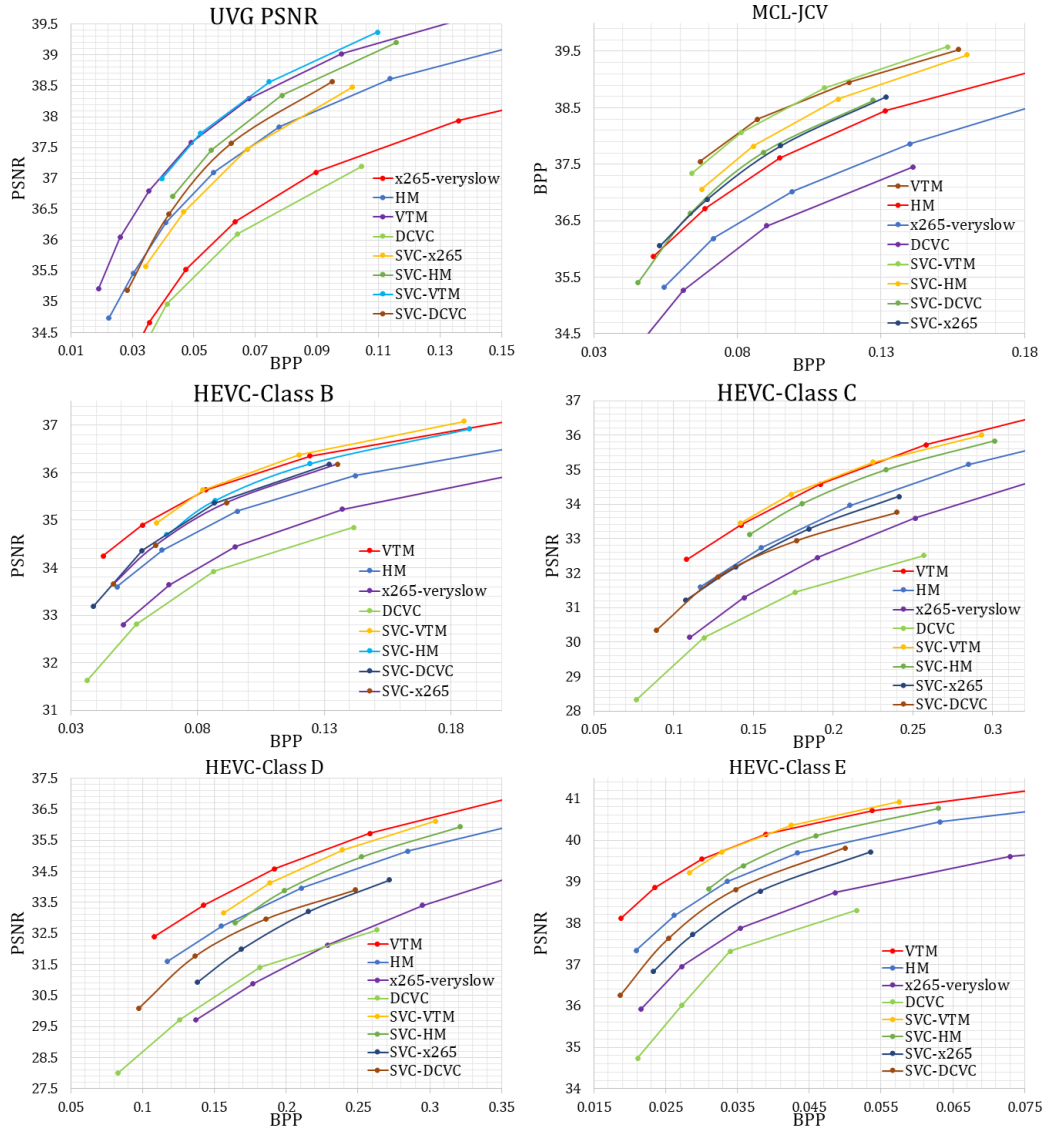 UVG PSNR
39.5
39
38.5
38
37.5
37
36.5
36
35.5
35
34.5
PSNR
0.01
0.03
0.05
0.07
0.09
0.11
0.13
0.15
BPP
x265-veryslow
HM
VTM
DCVC
SVC-x265
SVC-HM
SVC-VTM
SVC-DCVC
MCL-JCV
39.5
38.5
37.5
36.5
35.5
34.5
BPP
0.03
0.08
0.13
0.18
BPP
VTM
HM
x265-veryslow
DCVC
SVC-VTM
SVC-HM
SVC-DCVC
SVC-x265
HEVC-Class B
37
36
35
34
33
32
31
PSNR
0.03
0.08
0.13
0.18
BPP
VTM
HM
x265-veryslow
DCVC
SVC-VTM
SVC-HM
SVC-DCVC
SVC-x265
HEVC-Class C
37
36
35
34
33
32
31
30
29
28
PSNR
0.05
0.1
0.15
0.2
0.25
0.3
BPP
VTM
HM
x265-veryslow
DCVC
SVC-VTM
SVC-HM
SVC-x265
SVC-DCVC
HEVC-Class D
37.5
36.5
35.5
34.5
33.5
32.5
31.5
30.5
29.5
28.5
27.5
PSNR
0.05
0.1
0.15
0.2
0.25
0.3
0.35
BPP
VTM
HM
x265-veryslow
DCVC
SVC-VTM
SVC-HM
SVC-x265
SVC-DCVC
HEVC-Class E
41
40
39
38
37
36
35
34
PSNR
0.015
0.025
0.035
0.045
0.055
0.065
0.075
BPP
VTM
HM
x265-veryslow
DCVC
SVC-VTM
SVC-HM
SVC-x265
SVC-DCVC